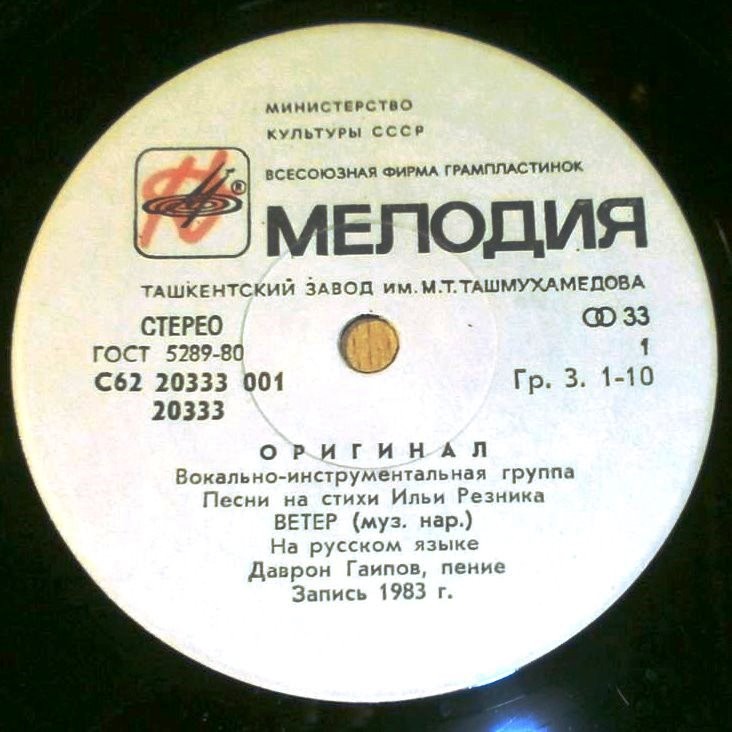 МИНИСТЕРСТВО
КУЛЬТУРЫ СССР
ВСЕСОЮЗНАЯ ФИРМА ГРАМПЛАСТИНОК
®
МЕЛОДИЯ
ТАШКЕНТСКИЙ ЗАВОД ИМ. М.Т.ТАШМУХАМЕДОВА
СТЕРЕО
33
ГОСТ 5289-80
1
С62 20333 001
Гр. 3. 1-10
20333
ОРИГИНАЛ
Вокально-инструментальная группа
Песни на стихи Ильи Резника
ВЕТЕР (муз. нар.)
На русском языке
Даврон Гаипов, пение
Запись 1983 г.